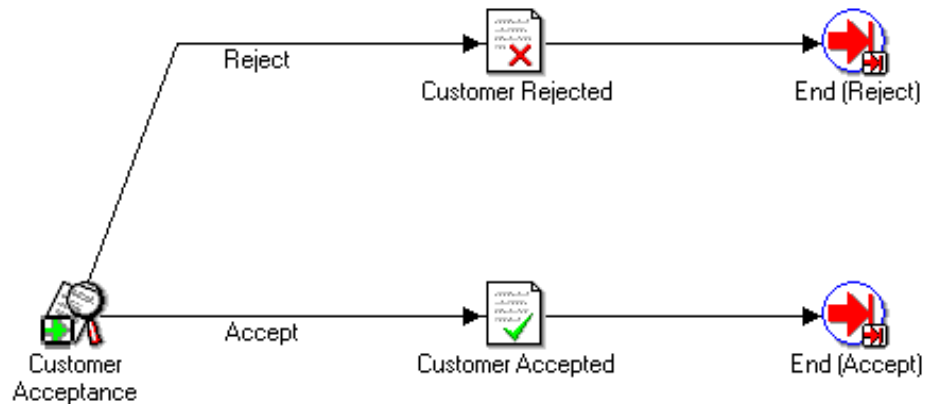 Reject
Customer Rejected
End (Reject)
Accept
Customer
Acceptance
Customer Accepted
End (Accept)